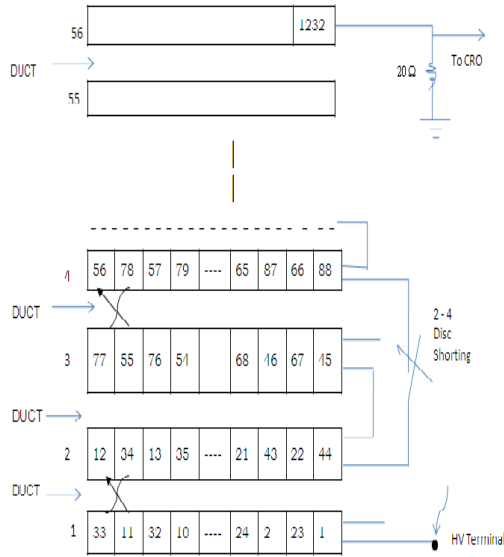 56 1232
20 Ω To CRO
DUCT
55
4 56 78 57 79 ---- 65 87 66 88
DUCT
2 - 4
Disc
Shorting
3 77 55 76 54 68 46 67 45
DUCT
2 12 34 13 35 ---- 21 43 22 44
DUCT
1 33 11 32 10 ---- 24 2 23 1
HV Terminal